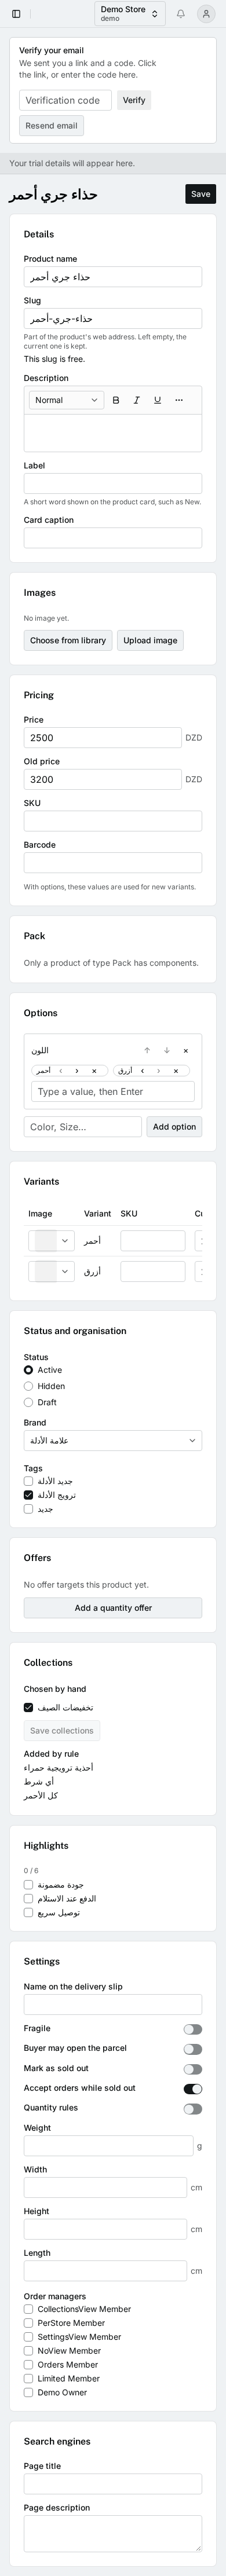 Demo Store
demo
Verify your email
We sent you a link and a code. Click
the link, or enter the code here.
Verification code
Verify
Resend email
Your trial details will appear here.
حذاء جري أحمر
Save
Details
Product name
حذاء جري أحمر
Slug
حذاء-جري-أحمر
Part of the product's web address. Left empty, the
current one is kept.
This slug is free.
Description
Normal
Label
A short word shown on the product card, such as New.
Card caption
Images
No image yet.
Choose from library
Upload image
Pricing
Price
2500 DZD
Old price
3200 DZD
SKU
Barcode
With options, these values are used for new variants.
Pack
Only a product of type Pack has components.
Options
اللون
أحمر
أزرق
Type a value, then Enter
Color, Size...
Add option
Variants
Image Variant SKU
أحمر
أزرق
Status and organisation
Status
Active
Hidden
Draft
Brand
علامة الأدلة
Tags
جديد الأدلة
ترويج الأدلة
جديد
Offers
No offer targets this product yet.
Add a quantity offer
Collections
Chosen by hand
تخفيضات الصيف
Save collections
Added by rule
أحذية ترويجية حمراء
أي شرط
كل الأحمر
Highlights
0 / 6
جودة مضمونة
الدفع عند الاستلام
توصيل سريع
Settings
Name on the delivery slip
Fragile
Buyer may open the parcel
Mark as sold out
Accept orders while sold out
Quantity rules
Weight
g
Width
cm
Height
cm
Length
cm
Order managers
CollectionsView Member
PerStore Member
SettingsView Member
NoView Member
Orders Member
Limited Member
Demo Owner
Search engines
Page title
Page description